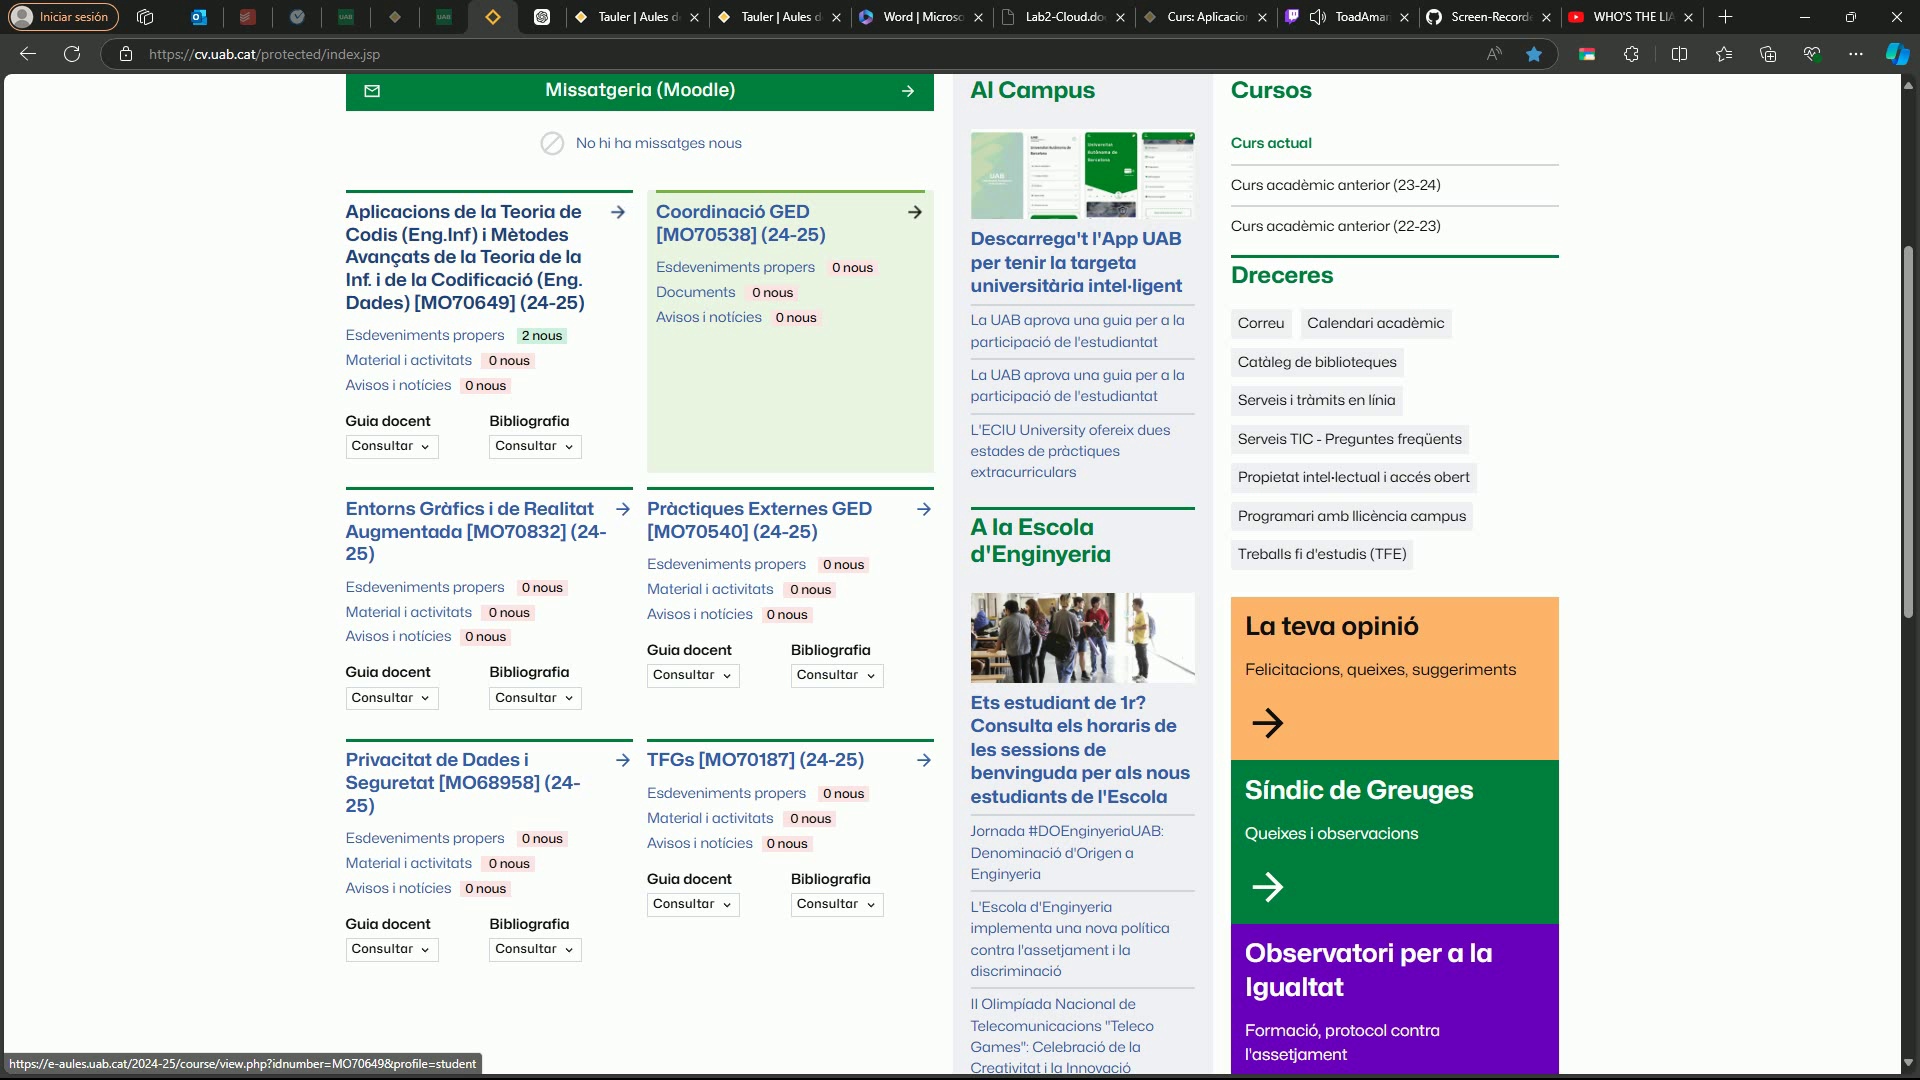 Iniciar sesión
Tauler | Aules d
Tauler | Aules d
Word | Microso
Lab2-Cloud.do
Curs: Aplicacio
ToadAma
Screen-Record
WHO'S THE LIA
https://cv.uab.cat/protected/index.jsp
Missatgeria (Moodle)
No hi ha missatges nous
Aplicacions de la Teoria de
Codis (Eng.Inf) i Mètodes
Avançats de la Teoria de la
Inf. i de la Codificació (Eng.
Dades) [MO70649] (24-25)
Esdeveniments propers 2 nous
Material i activitats 0 nous
Avisos i notícies 0 nous
Guia docent
Bibliografia
Consultar
Consultar
Coordinació GED
[MO70538] (24-25)
Esdeveniments propers 0 nous
Documents 0 nous
Avisos i notícies 0 nous
Entorns Gràfics i de Realitat
Augmentada [MO70832] (24-
25)
Esdeveniments propers 0 nous
Material i activitats 0 nous
Avisos i notícies 0 nous
Guia docent
Bibliografia
Consultar
Consultar
Pràctiques Externes GED
[MO70540] (24-25)
Esdeveniments propers 0 nous
Material i activitats 0 nous
Avisos i notícies 0 nous
Guia docent
Bibliografia
Consultar
Consultar
Privacitat de Dades i
Seguretat [MO68958] (24-
25)
Esdeveniments propers 0 nous
Material i activitats 0 nous
Avisos i notícies 0 nous
Guia docent
Bibliografia
Consultar
Consultar
TFGs [MO70187] (24-25)
Esdeveniments propers 0 nous
Material i activitats 0 nous
Avisos i notícies 0 nous
Guia docent
Bibliografia
Consultar
Consultar
Al Campus
Descarrega't l'App UAB
per tenir la targeta
universitària intel·ligent
La UAB aprova una guia per a la
participació de l'estudiantat
La UAB aprova una guia per a la
participació de l'estudiantat
L'ECIU University ofereix dues
estades de pràctiques
extracurriculars
A la Escola
d'Enginyeria
Ets estudiant de 1r?
Consulta els horaris de
les sessions de
benvinguda per als nous
estudiants de l'Escola
Jornada #DOEnginyeriaUAB:
Denominació d'Origen a
Enginyeria
L'Escola d'Enginyeria
implementa una nova política
contra l'assetjament i la
discriminació
II Olimpíada Nacional de
Telecomunicacions "Teleco
Games": Celebració de la
Creativitat i la Innovació
Cursos
Curs actual
Curs acadèmic anterior (23-24)
Curs acadèmic anterior (22-23)
Dreceres
Correu
Calendari acadèmic
Catàleg de biblioteques
Serveis i tràmits en línia
Serveis TIC - Preguntes freqüents
Propietat intel·lectual i accés obert
Programari amb llicència campus
Treballs fi d'estudis (TFE)
La teva opinió
Felicitacions, queixes, suggeriments
Síndic de Greuges
Queixes i observacions
Observatori per a la
Igualtat
Formació, protocol contra
l'assetjament
https://e-aules.uab.cat/2024-25/course/view.php?idnumber=MO70649&profile=student